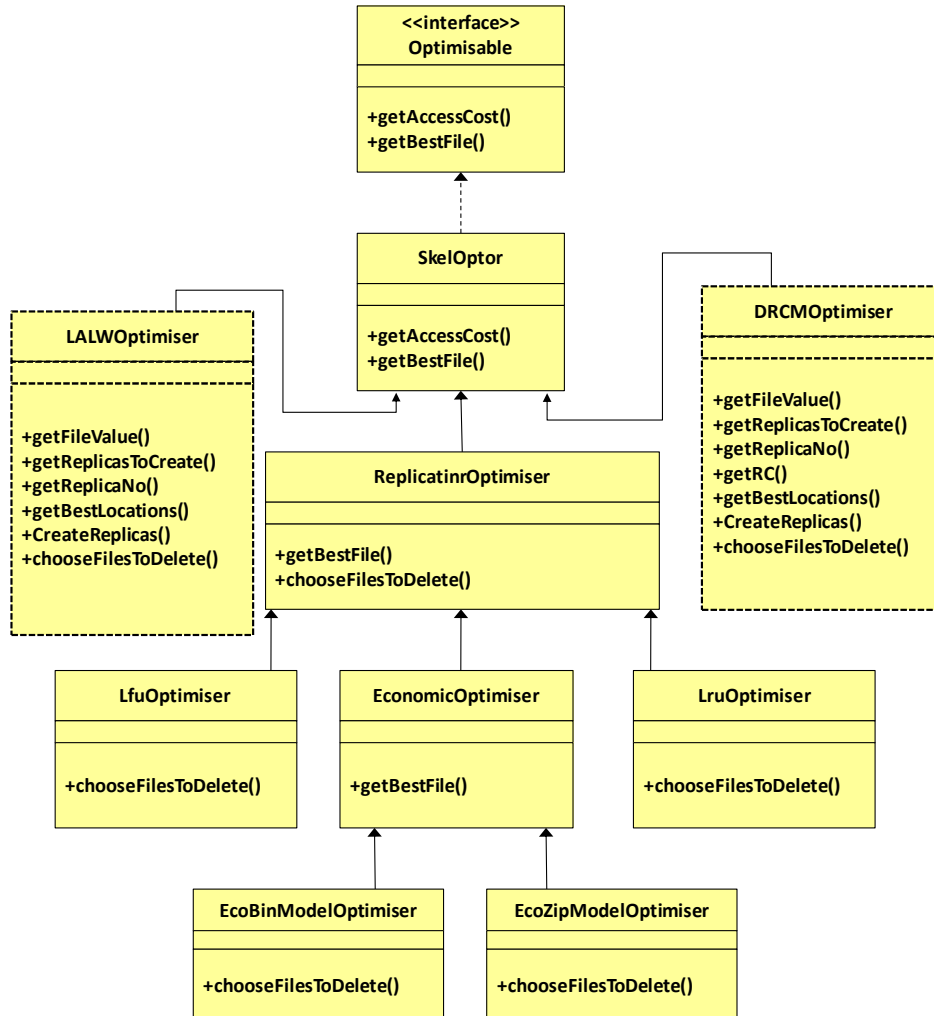 <<interface>>
Optimisable
+getAccessCost()
+getBestFile()
SkelOptor
+getAccessCost()
+getBestFile()
LALWOptimiser
+getFileValue()
+getReplicasToCreate()
+getReplicaNo()
+getBestLocations()
+CreateReplicas()
+chooseFilesToDelete()
DRCMOptimiser
+getFileValue()
+getReplicasToCreate()
+getReplicaNo()
+getRC()
+getBestLocations()
+CreateReplicas()
+chooseFilesToDelete()
ReplicatinrOptimiser
+getBestFile()
+chooseFilesToDelete()
LfuOptimiser
+chooseFilesToDelete()
EconomicOptimiser
+getBestFile()
LruOptimiser
+chooseFilesToDelete()
EcoBinModelOptimiser
+chooseFilesToDelete()
EcoZipModelOptimiser
+chooseFilesToDelete()